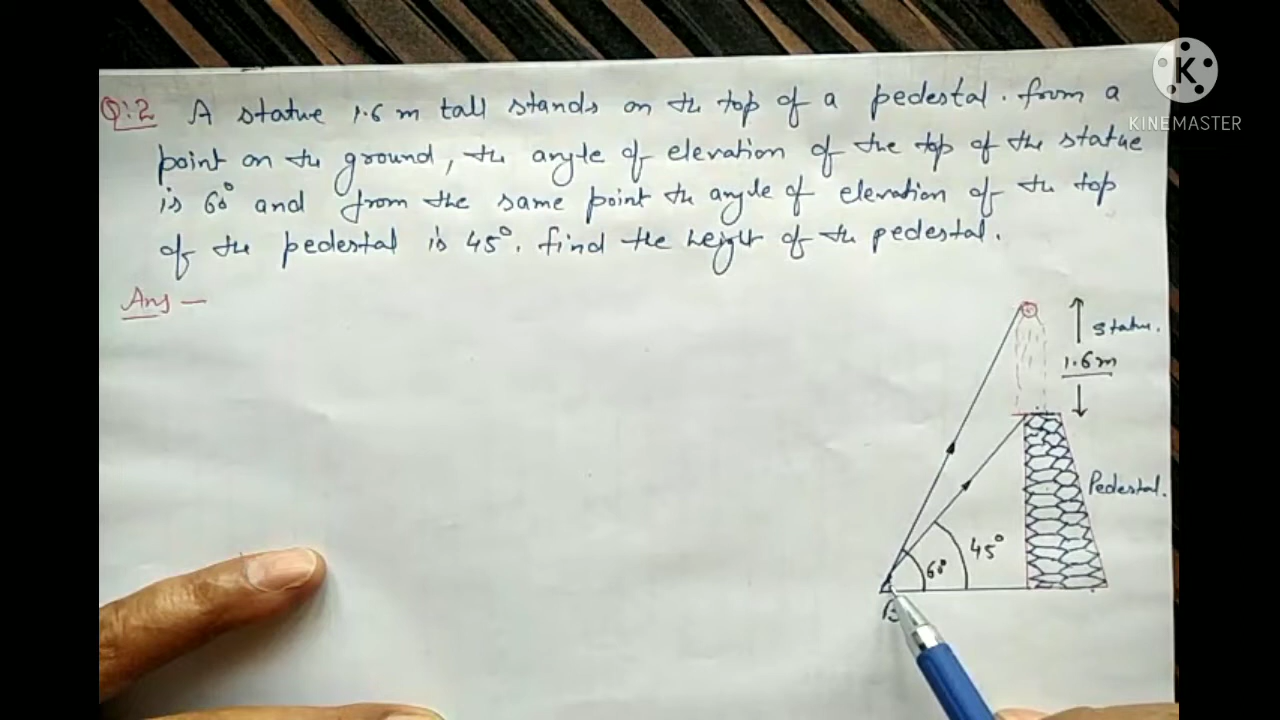 Q:2 A statue 1.6 m tall stands on the top of a pedestal. from a
point on the ground, the angle of elevation of the top of the statue
is 60° and from the same point the angle of elevation of the top
of the pedestal is 45°. find the height of the pedestal.
Ans —
statue.
1.6m
Pedestal.
45°
60°
K
KINEMASTER